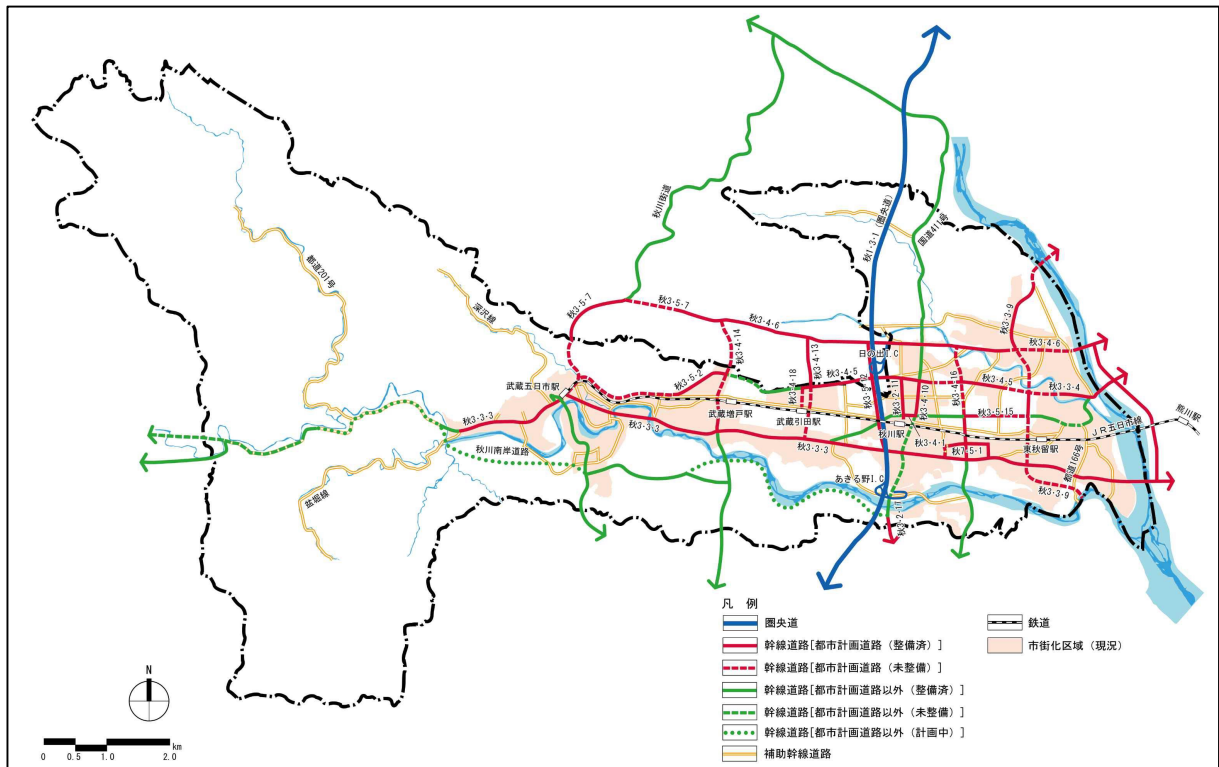 秋川街道
秋1・3・1 (圏央道)
国道411号
都道201号
深沢線
秋3・5・7
秋3・5・7
秋3・4・6
秋3・3・9
秋3・4・14
秋3・4・13
日の出I.C
秋3・4・6
武蔵五日市駅
秋3・5・2
秋3・4・18
秋3・4・5
秋3・4・10
秋3・4・16
秋3・4・5
秋3・3・4
熊川駅
秋3・3・3
秋3・3・3
武蔵増戸駅
武蔵引田駅
秋川駅
秋3・5・15
JR五日市線
秋3・4・1
東秋留駅
秋川南岸道路
秋3・3・3
秋7・5・1
都道166号
盆堀線
あきる野I.C
秋3・3・9
秋3・2・11
凡 例
圏央道
鉄道
幹線道路[都市計画道路(整備済)]
市街化区域(現況)
幹線道路[都市計画道路(未整備)]
幹線道路[都市計画道路以外(整備済)]
幹線道路[都市計画道路以外(未整備)]
幹線道路[都市計画道路以外(計画中)]
補助幹線道路
N
km
0 0.5 1.0 2.0